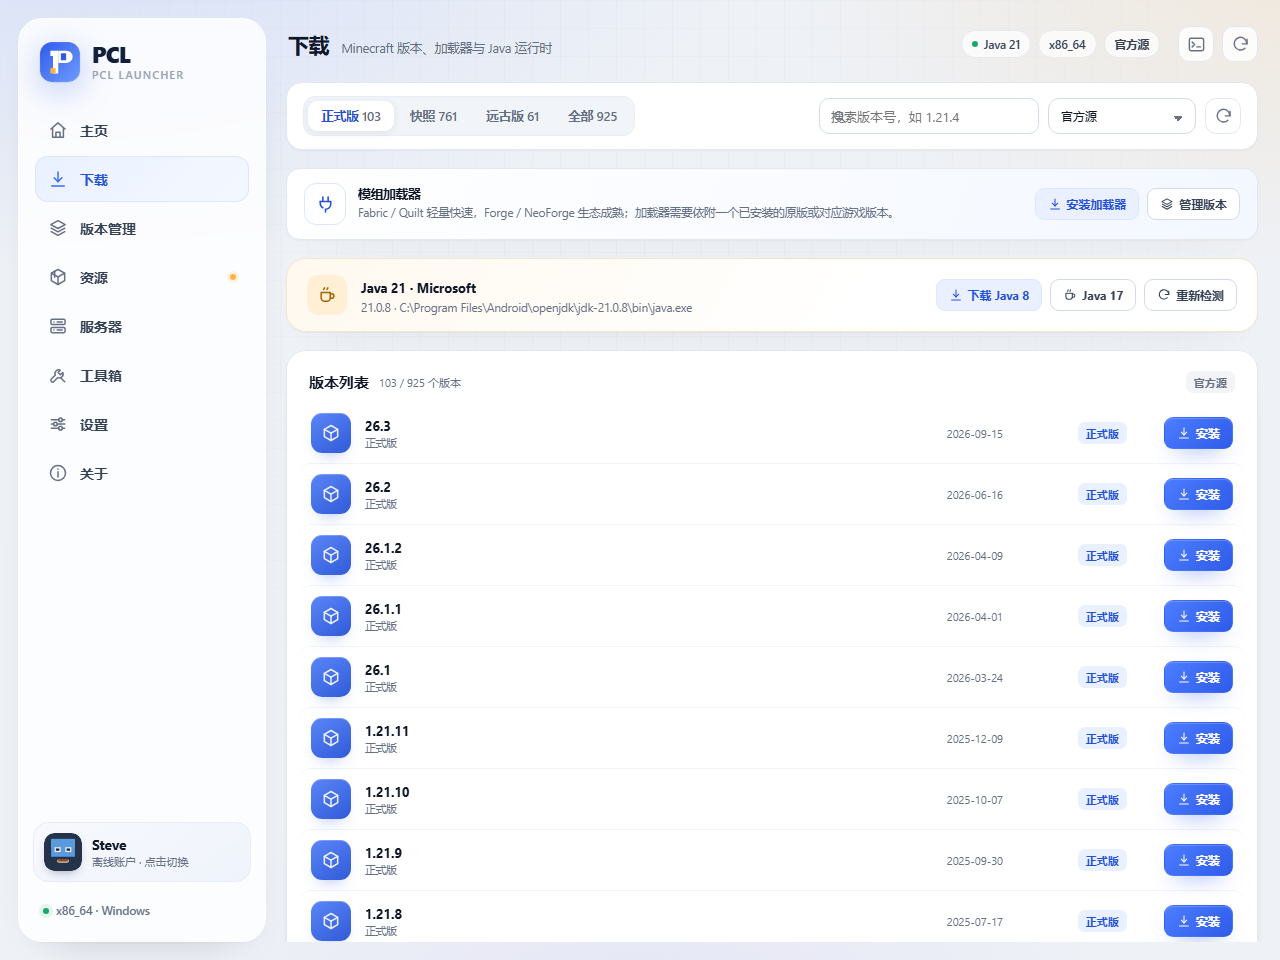 PCL
PCL LAUNCHER
主页
下载
版本管理
资源
服务器
工具箱
设置
关于
Steve
离线账户 · 点击切换
x86_64 · Windows
下载 Minecraft 版本、加载器与 Java 运行时
Java 21 x86_64 官方源
正式版 103 快照 761 远古版 61 全部 925
搜索版本号，如 1.21.4 官方源
模组加载器
Fabric / Quilt 轻量快速，Forge / NeoForge 生态成熟；加载器需要依附一个已安装的原版或对应游戏版本。
安装加载器 管理版本
Java 21 · Microsoft
21.0.8 · C:\Program Files\Android\openjdk\jdk-21.0.8\bin\java.exe
下载 Java 8 Java 17 重新检测
版本列表 103 / 925 个版本 官方源
26.3
正式版
2026-09-15 正式版 安装
26.2
正式版
2026-06-16 正式版 安装
26.1.2
正式版
2026-04-09 正式版 安装
26.1.1
正式版
2026-04-01 正式版 安装
26.1
正式版
2026-03-24 正式版 安装
1.21.11
正式版
2025-12-09 正式版 安装
1.21.10
正式版
2025-10-07 正式版 安装
1.21.9
正式版
2025-09-30 正式版 安装
1.21.8
正式版
2025-07-17 正式版 安装